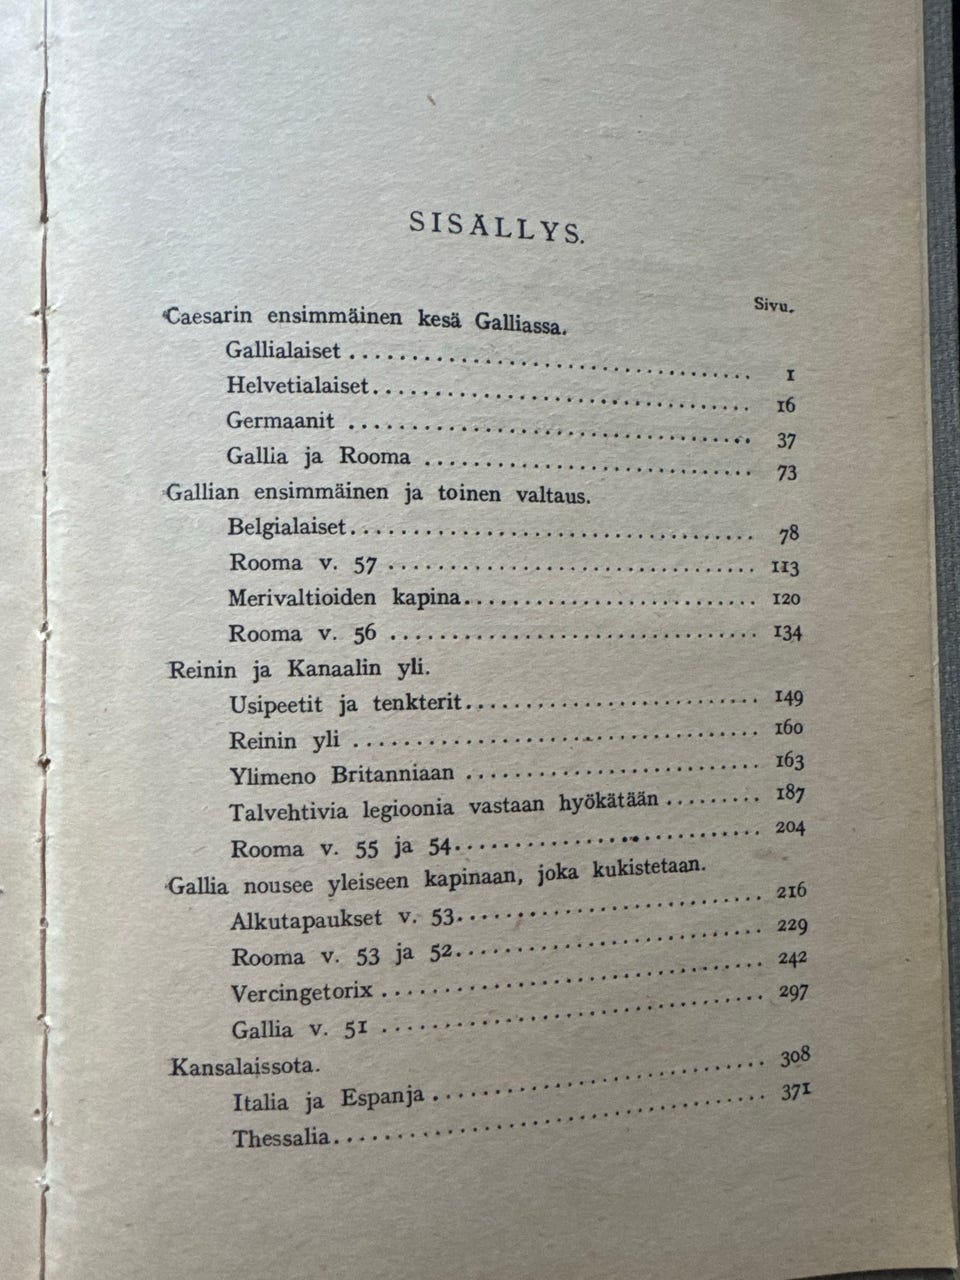 SISÄLLYS.
Sivu.
Caesarin ensimmäinen kesä Galliassa.
Gallialaiset ........................................ 1
Helvetialaiset........................................ 16
Germaanit ........................................ 37
Gallia ja Rooma ........................................ 73
Gallian ensimmäinen ja toinen valtaus.
Belgialaiset........................................ 78
Rooma v. 57 ........................................ 113
Merivaltioiden kapina........................................ 120
Rooma v. 56 ........................................ 134
Reinin ja Kanaalin yli.
Usipeetit ja tenkterit........................................ 149
Reinin yli ........................................ 160
Ylimeno Britanniaan ........................................ 163
Talvehtivia legioonia vastaan hyökätään ......... 187
Rooma v. 55 ja 54........................................ 204
Gallia nousee yleiseen kapinaan, joka kukistetaan.
Alkutapaukset v. 53........................................ 216
Rooma v. 53 ja 52........................................ 229
Vercingetorix ........................................ 242
Gallia v. 51 ........................................ 297
Kansalaissota.
Italia ja Espanja ........................................ 308
Thessalia........................................ 371